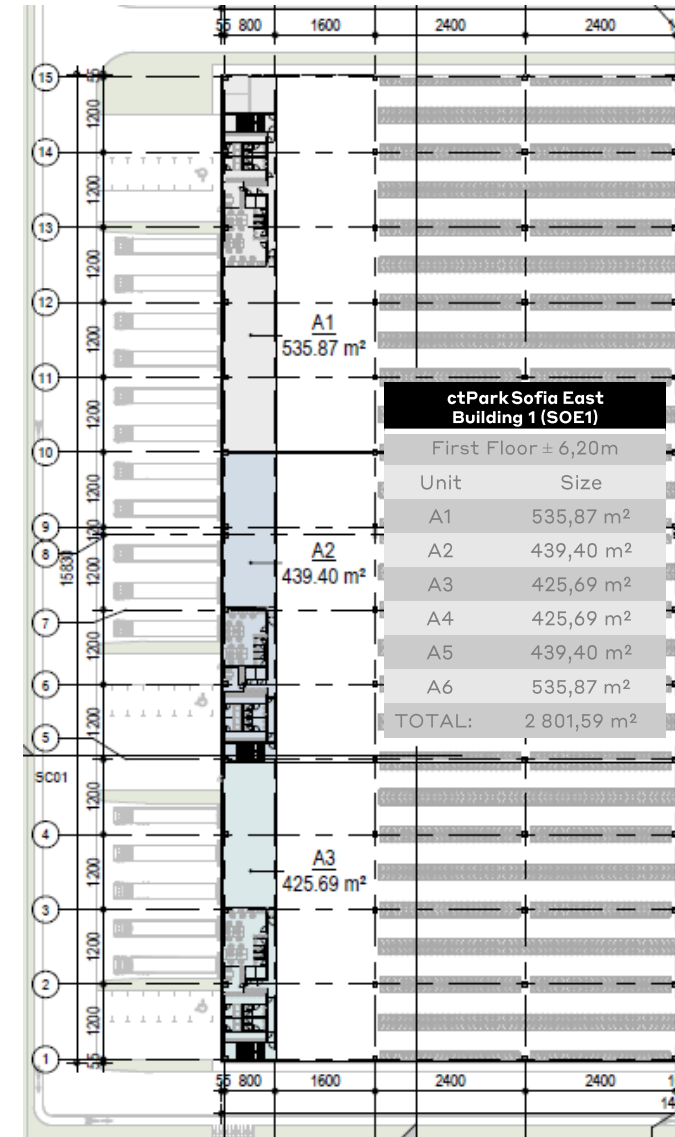 55 800 1600 2400 2400
15
55
1200
14
1200
13
1200
12
A1
535.87 m²
1200
11
ctPark Sofia East
Building 1 (SOE1)
1200
First Floor ± 6,20m
10
Unit Size
1200
A1 535,87 m²
9
8
A2
439.40 m²
A2 439,40 m²
1200
A3 425,69 m²
7
A4 425,69 m²
1200
A5 439,40 m²
6
A6 535,87 m²
1200
TOTAL: 2 801,59 m²
5
SC01
1200
4
A3
425.69 m²
1200
3
1200
2
1200
1
55
55 800 1600 2400 2400
14